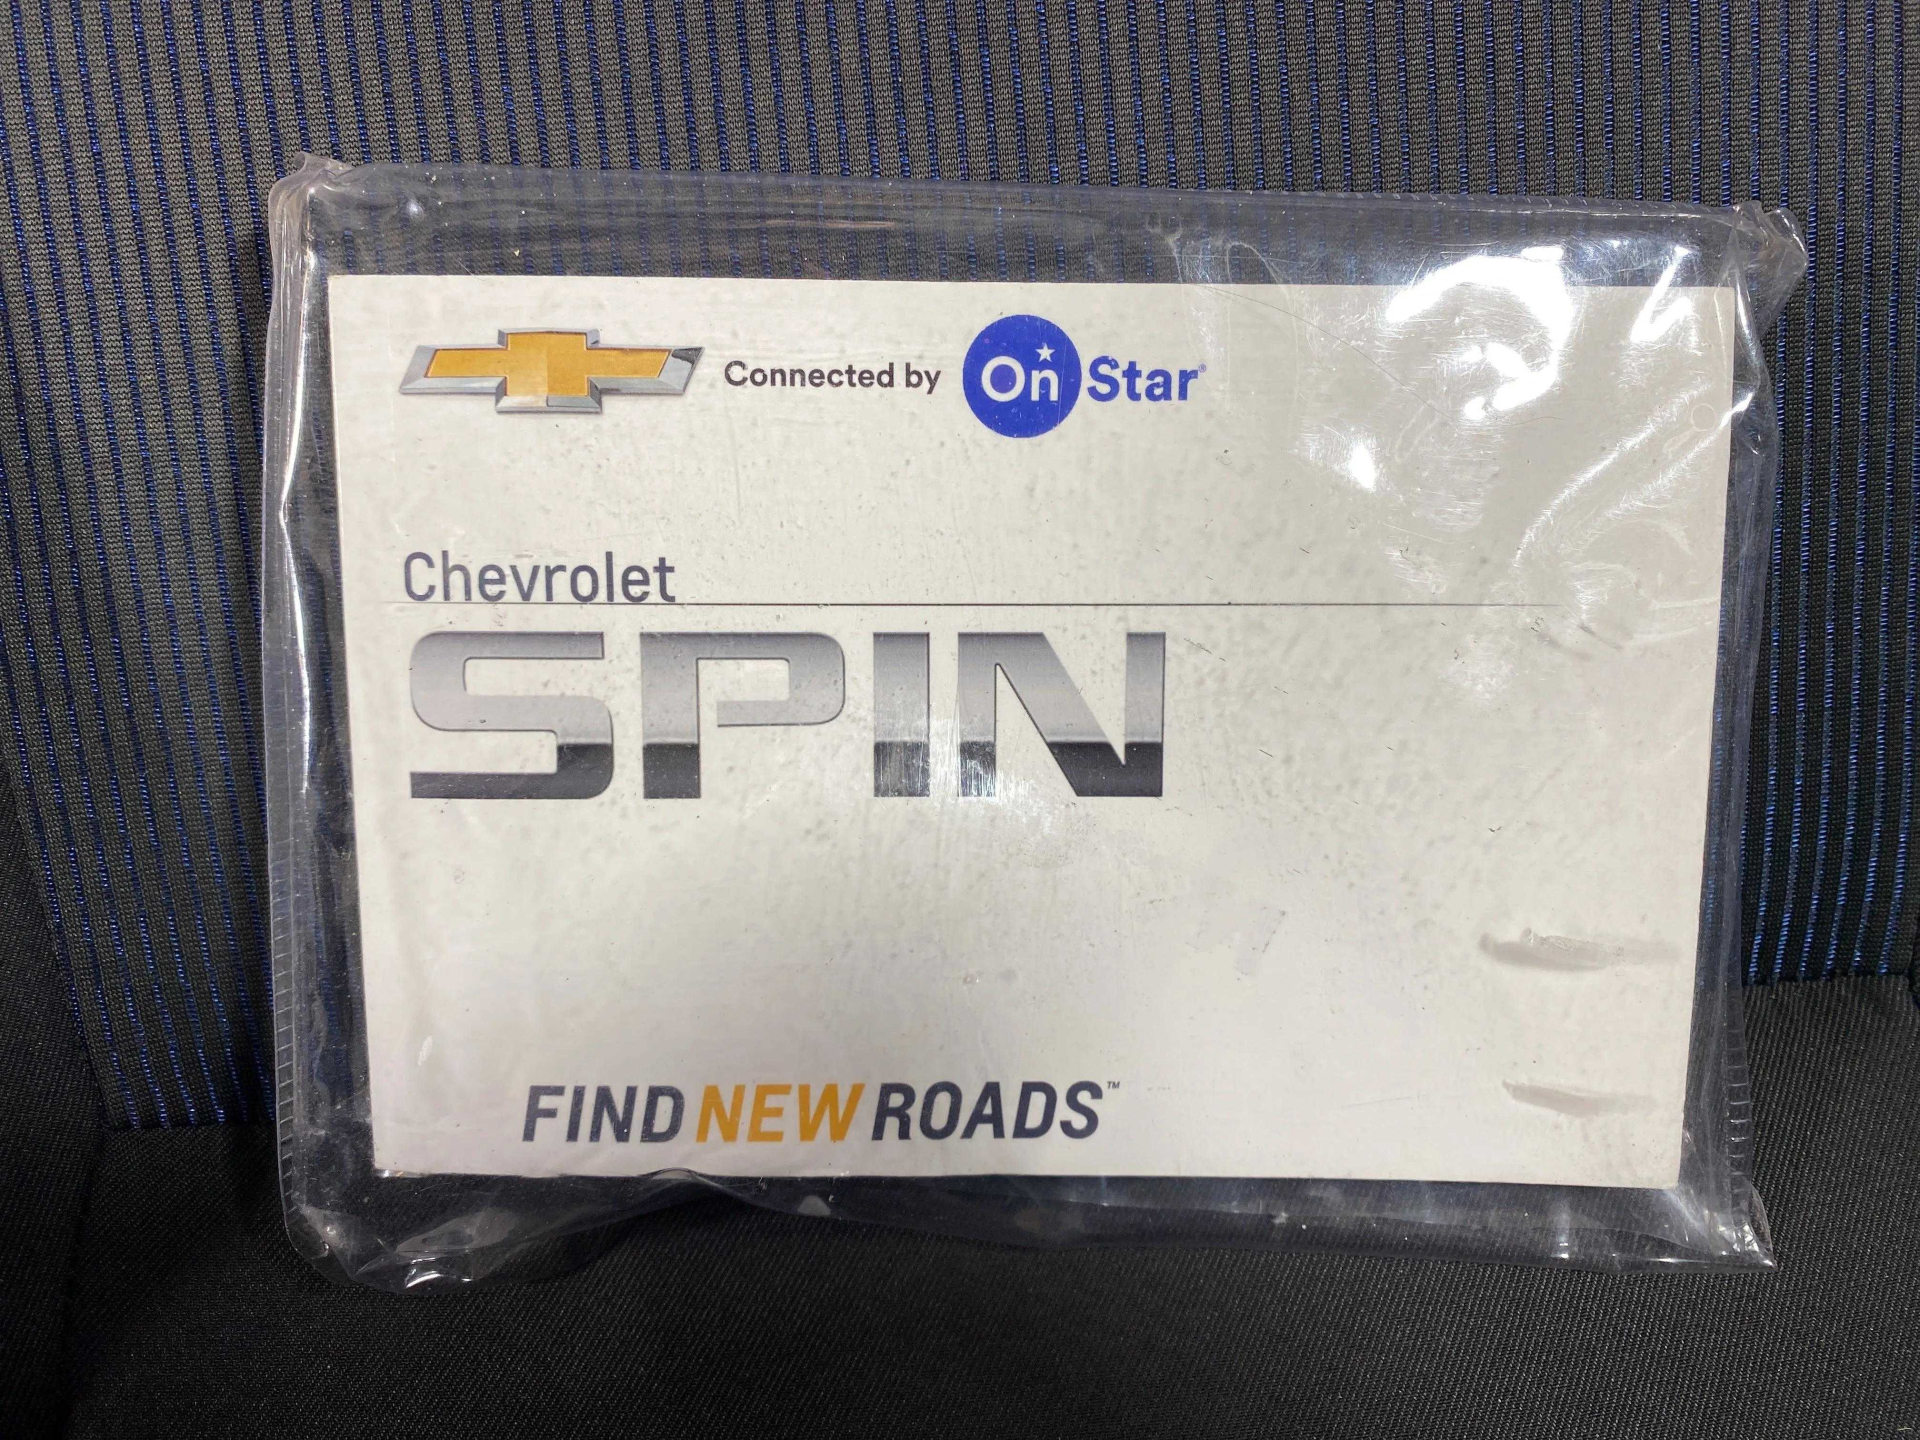 Connected by OnStar®
Chevrolet
SPIN
FIND NEW ROADS™